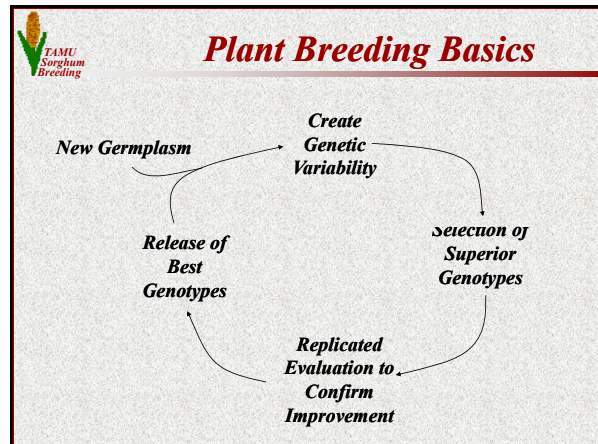 TAMU
Sorghum
Breeding
Plant Breeding Basics
New Germplasm
Create
Genetic
Variability
Selection of
Superior
Genotypes
Replicated
Evaluation to
Confirm
Improvement
Release of
Best
Genotypes